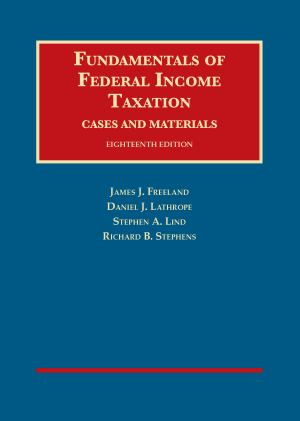 FUNDAMENTALS OF
FEDERAL INCOME
TAXATION
CASES AND MATERIALS
EIGHTEENTH EDITION
JAMES J. FREELAND
DANIEL J. LATHROPE
STEPHEN A. LIND
RICHARD B. STEPHENS